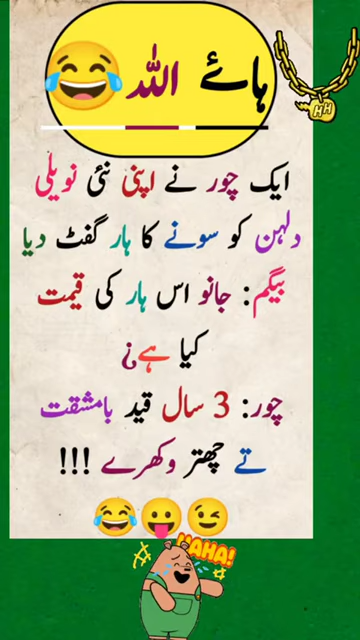 ہائے اللہ 😂
HH
ایک چور نے اپنی نئی نویلی
دلہن کو سونے کا ہار گفٹ دیا
بیگم: جانو اس ہار کی قیمت
کیا ہے؟
چور: 3 سال قید بامشقت
تے چھتر وکھرے !!!
😂😛😉
HAHA!